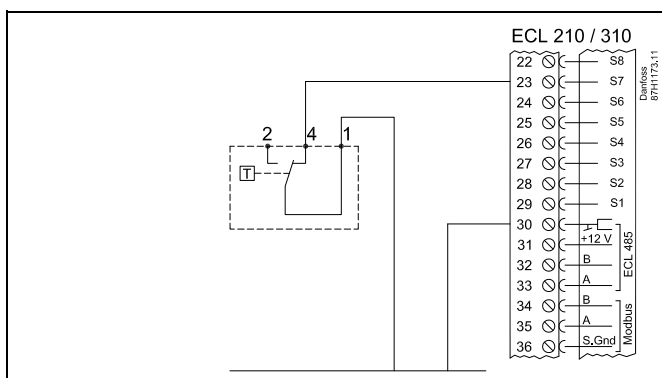 ECL 210 / 310
Danfoss
87H1173.11
22 S8
23 S7
24 S6
25 S5
26 S4
27 S3
28 S2
29 S1
30
31 +12 V
32 B
33 A
ECL 485
34 B
35 A
36 S.Gnd
Modbus
2 4 1
T